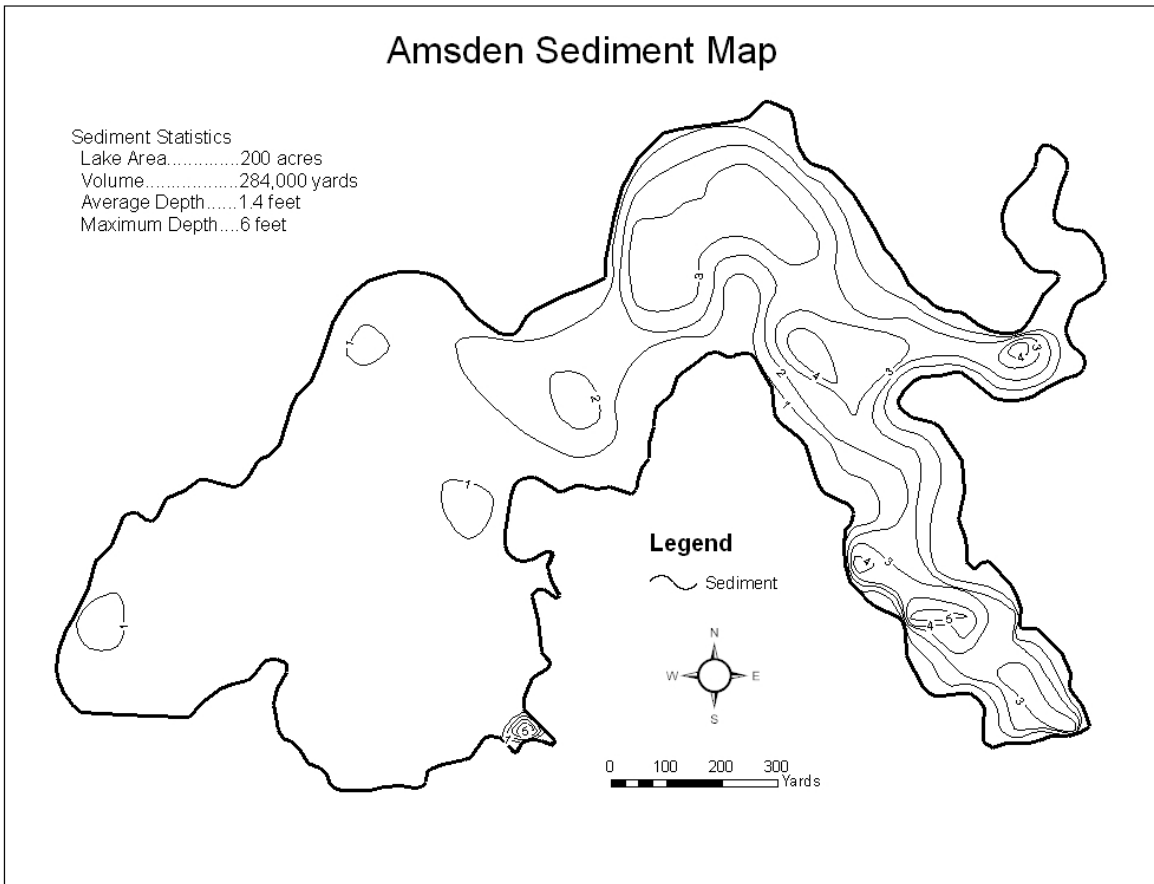 Amsden Sediment Map
Sediment Statistics
Lake Area.............200 acres
Volume..................284,000 yards
Average Depth......1.4 feet
Maximum Depth....6 feet
3
1
4
3
4
3
2
2
1
1
Legend
Sediment
4
3
4
5
1
N
W
E
S
3
1
5
0 100 200 300
Yards